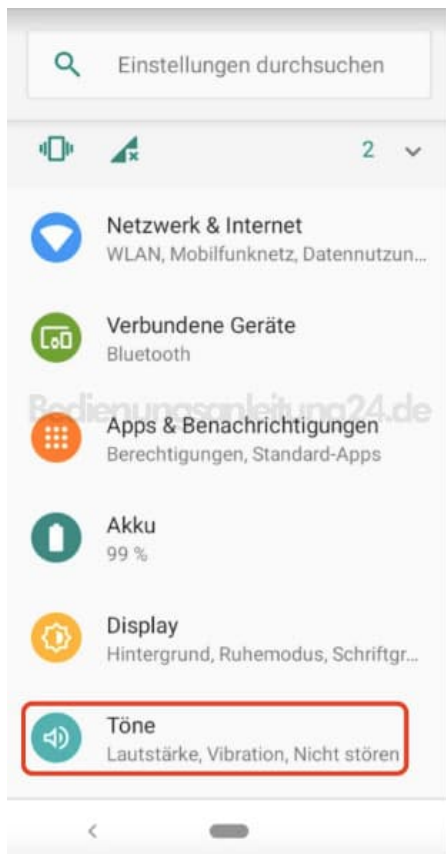 Einstellungen durchsuchen
2
Netzwerk & Internet
WLAN, Mobilfunknetz, Datennutzun...
Verbundene Geräte
Bluetooth
Bedienungsanleitung24.de
Apps & Benachrichtigungen
Berechtigungen, Standard-Apps
Akku
99 %
Display
Hintergrund, Ruhemodus, Schriftgr...
Töne
Lautstärke, Vibration, Nicht stören